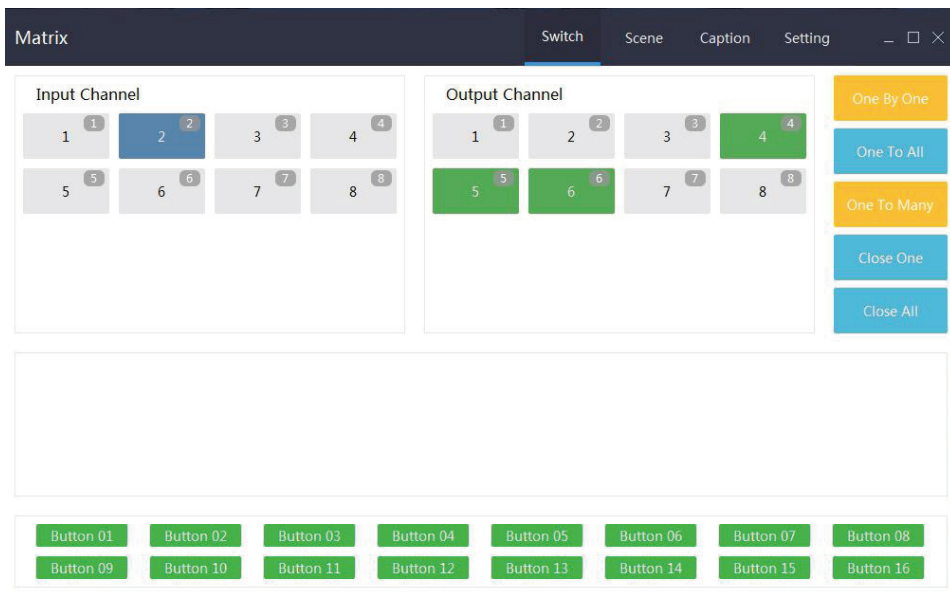 Matrix Switch Scene Caption Setting
Input Channel
1 1 2 2 3 3 4 4
5 5 6 6 7 7 8 8
Output Channel
1 1 2 2 3 3 4 4
5 5 6 6 7 7 8 8
One By One
One To All
One To Many
Close One
Close All
Button 01 Button 02 Button 03 Button 04 Button 05 Button 06 Button 07 Button 08
Button 09 Button 10 Button 11 Button 12 Button 13 Button 14 Button 15 Button 16